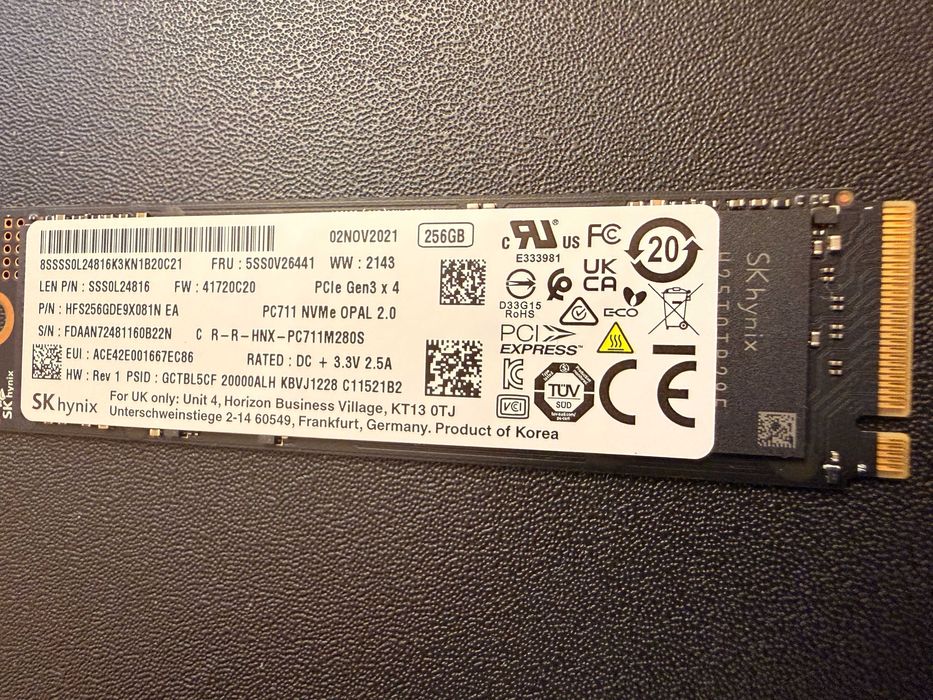 02NOV2021 256GB
8SSSS0L24816K3KN1B20C21 FRU : 5SS0V26441 WW : 2143
LEN P/N : SSS0L24816 FW : 41720C20 PCIe Gen3 x 4
P/N : HFS256GDE9X081N EA PC711 NVMe OPAL 2.0
S/N : FDAAN72481160B22N C R-R-HNX-PC711M280S
EUI : ACE42E001667EC86 RATED : DC + 3.3V 2.5A
HW : Rev 1 PSID : GCTBL5CF 20000ALH KBVJ1228 C11521B2
SK hynix
For UK only: Unit 4, Horizon Business Village, KT13 0TJ
Unterschweinstiege 2-14 60549, Frankfurt, Germany. Product of Korea
C RU US FC
E333981
20
UK
CA
D33G15
RoHS
ECO
PCI
EXPRESS
VCI
TÜV
SÜD
CE
SK hynix
SK hynix